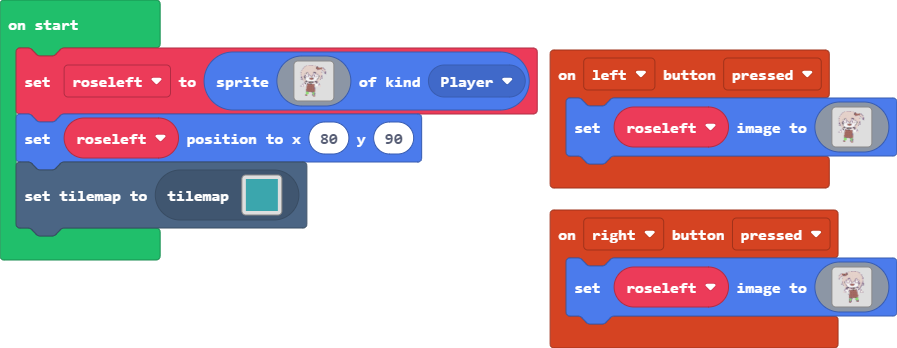 on start
set roseleft to sprite of kind Player
set roseleft position to x 80 y 90
set tilemap to tilemap
on left button pressed
set roseleft image to
on right button pressed
set roseleft image to